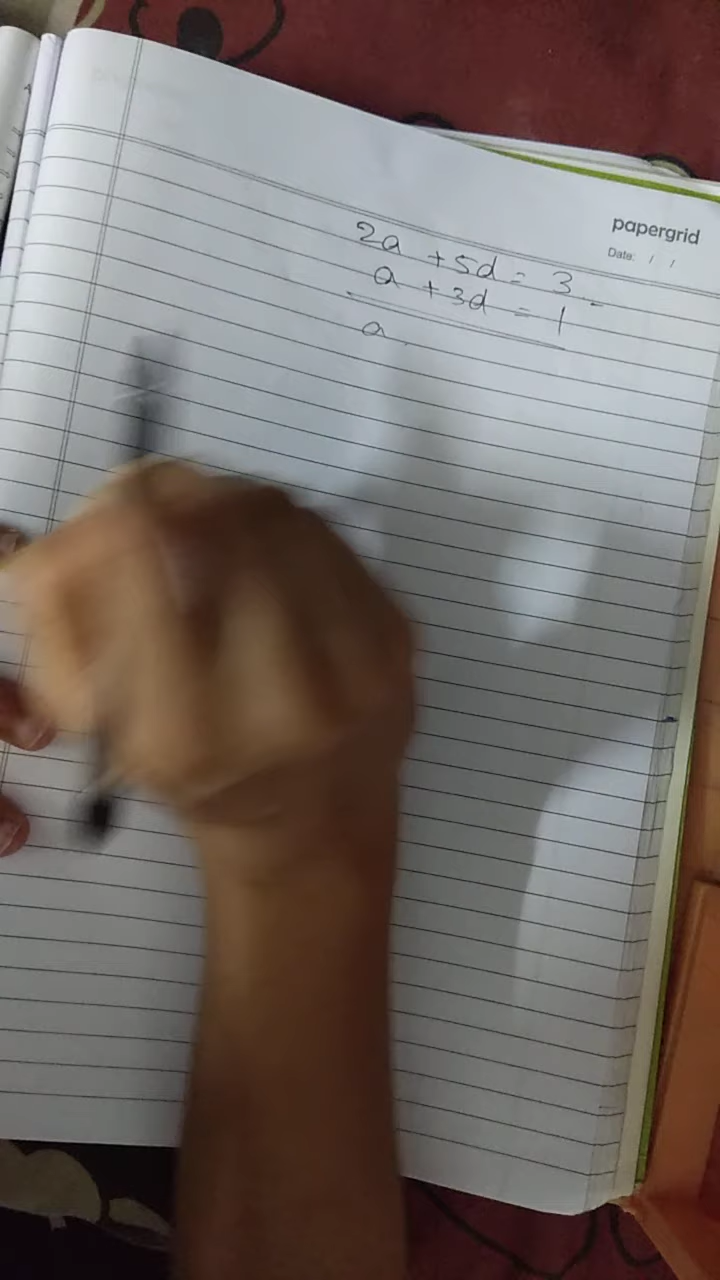 papergrid
Date: / /
2a + 5d = 3
a + 3d = 1
a